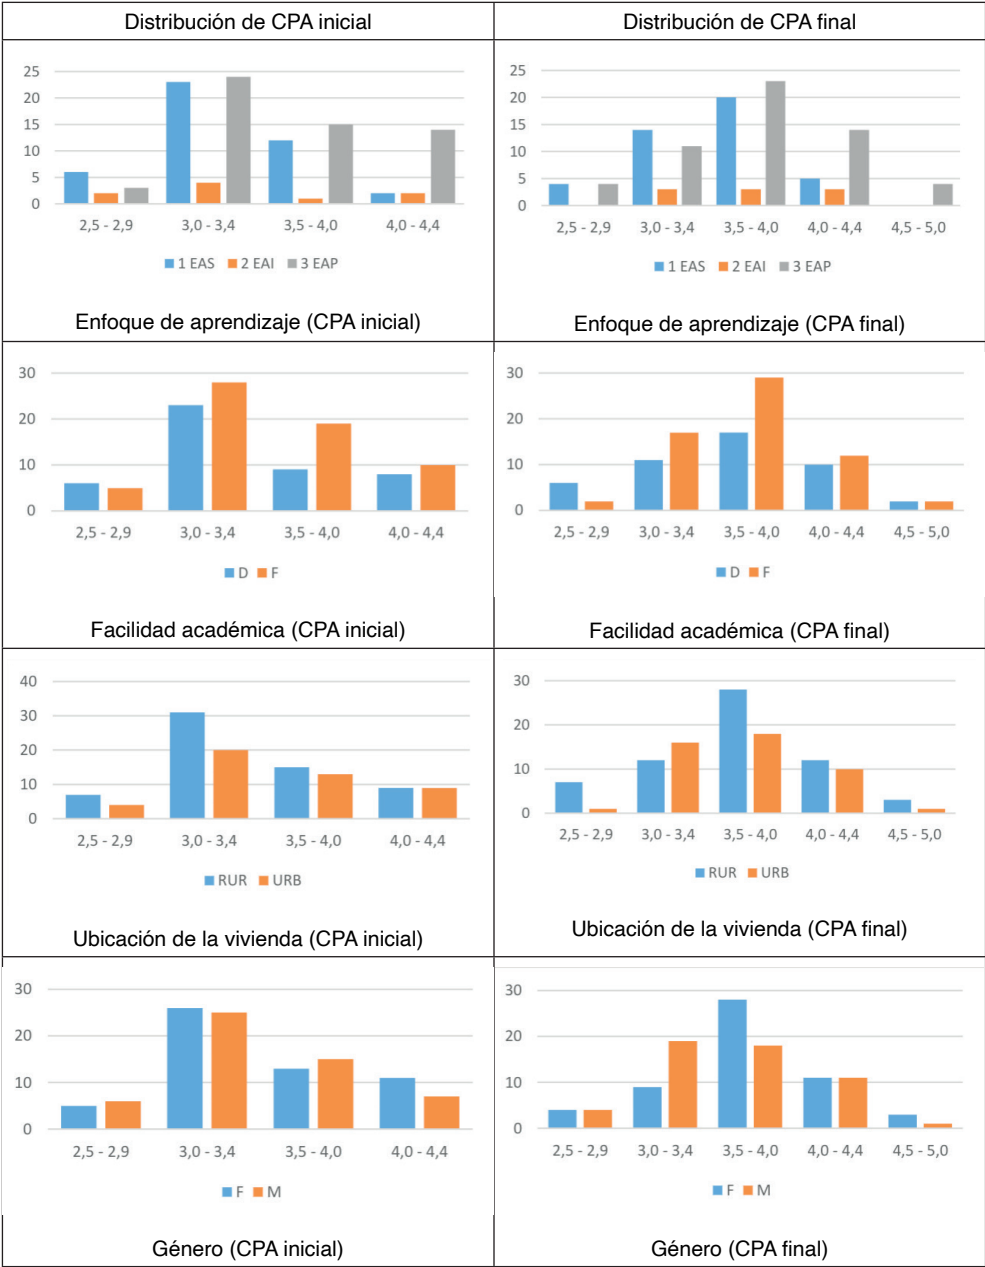 Distribución de CPA inicial
Distribución de CPA final
25
20
15
10
5
0
2,5 - 2,9 3,0 - 3,4 3,5 - 4,0 4,0 - 4,4
1 EAS 2 EAI 3 EAP
Enfoque de aprendizaje (CPA inicial)
25
20
15
10
5
0
2,5 - 2,9 3,0 - 3,4 3,5 - 4,0 4,0 - 4,4 4,5 - 5,0
1 EAS 2 EAI 3 EAP
Enfoque de aprendizaje (CPA final)
30
20
10
0
2,5 - 2,9 3,0 - 3,4 3,5 - 4,0 4,0 - 4,4
D F
Facilidad académica (CPA inicial)
30
20
10
0
2,5 - 2,9 3,0 - 3,4 3,5 - 4,0 4,0 - 4,4 4,5 - 5,0
D F
Facilidad académica (CPA final)
40
30
20
10
0
2,5 - 2,9 3,0 - 3,4 3,5 - 4,0 4,0 - 4,4
RUR URB
Ubicación de la vivienda (CPA inicial)
30
20
10
0
2,5 - 2,9 3,0 - 3,4 3,5 - 4,0 4,0 - 4,4 4,5 - 5,0
RUR URB
Ubicación de la vivienda (CPA final)
30
20
10
0
2,5 - 2,9 3,0 - 3,4 3,5 - 4,0 4,0 - 4,4
F M
Género (CPA inicial)
30
20
10
0
2,5 - 2,9 3,0 - 3,4 3,5 - 4,0 4,0 - 4,4 4,5 - 5,0
F M
Género (CPA final)